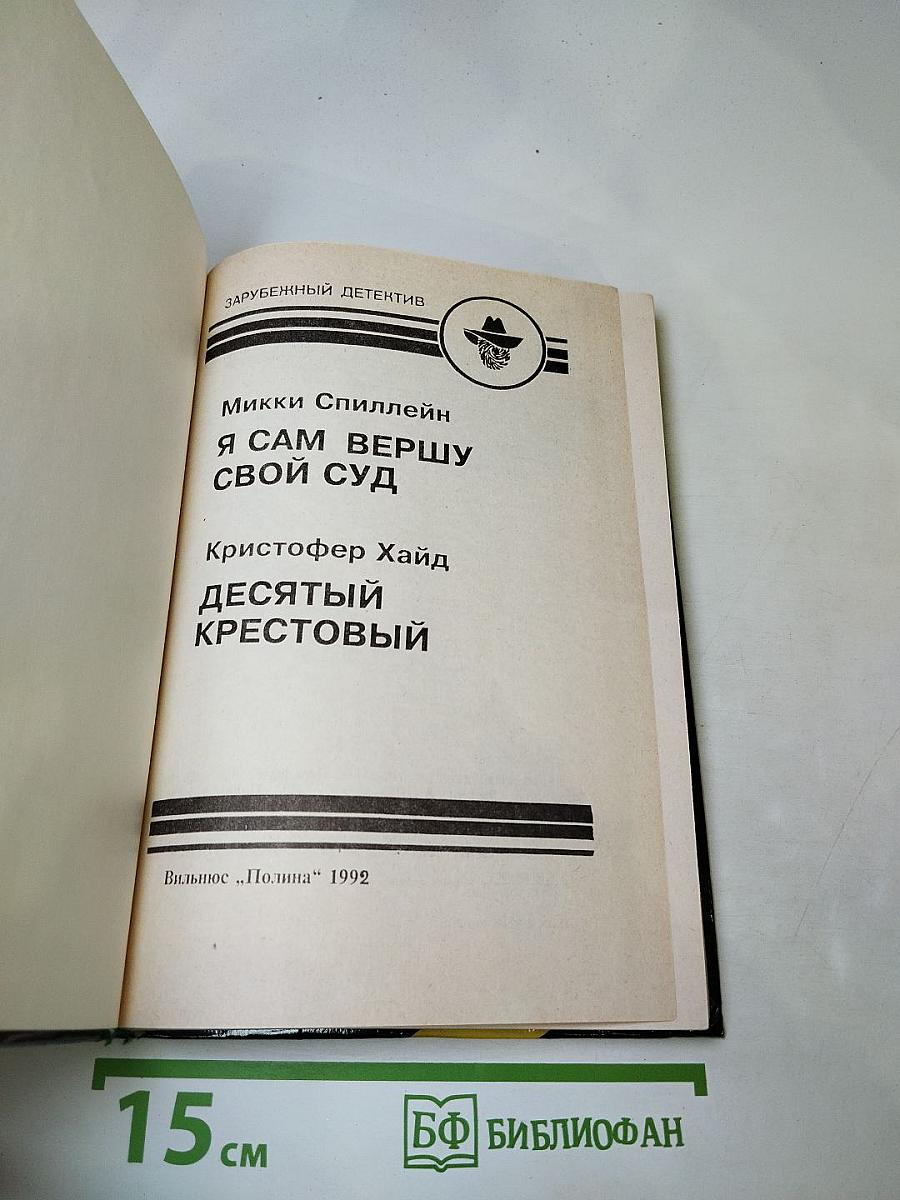 ЗАРУБЕЖНЫЙ ДЕТЕКТИВ
Микки Спиллейн
Я САМ ВЕРШУ
СВОЙ СУД
Кристофер Хайд
ДЕСЯТЫЙ
КРЕСТОВЫЙ
Вильнюс „Полина“ 1992
15 см
БФ БИБЛИОФАН